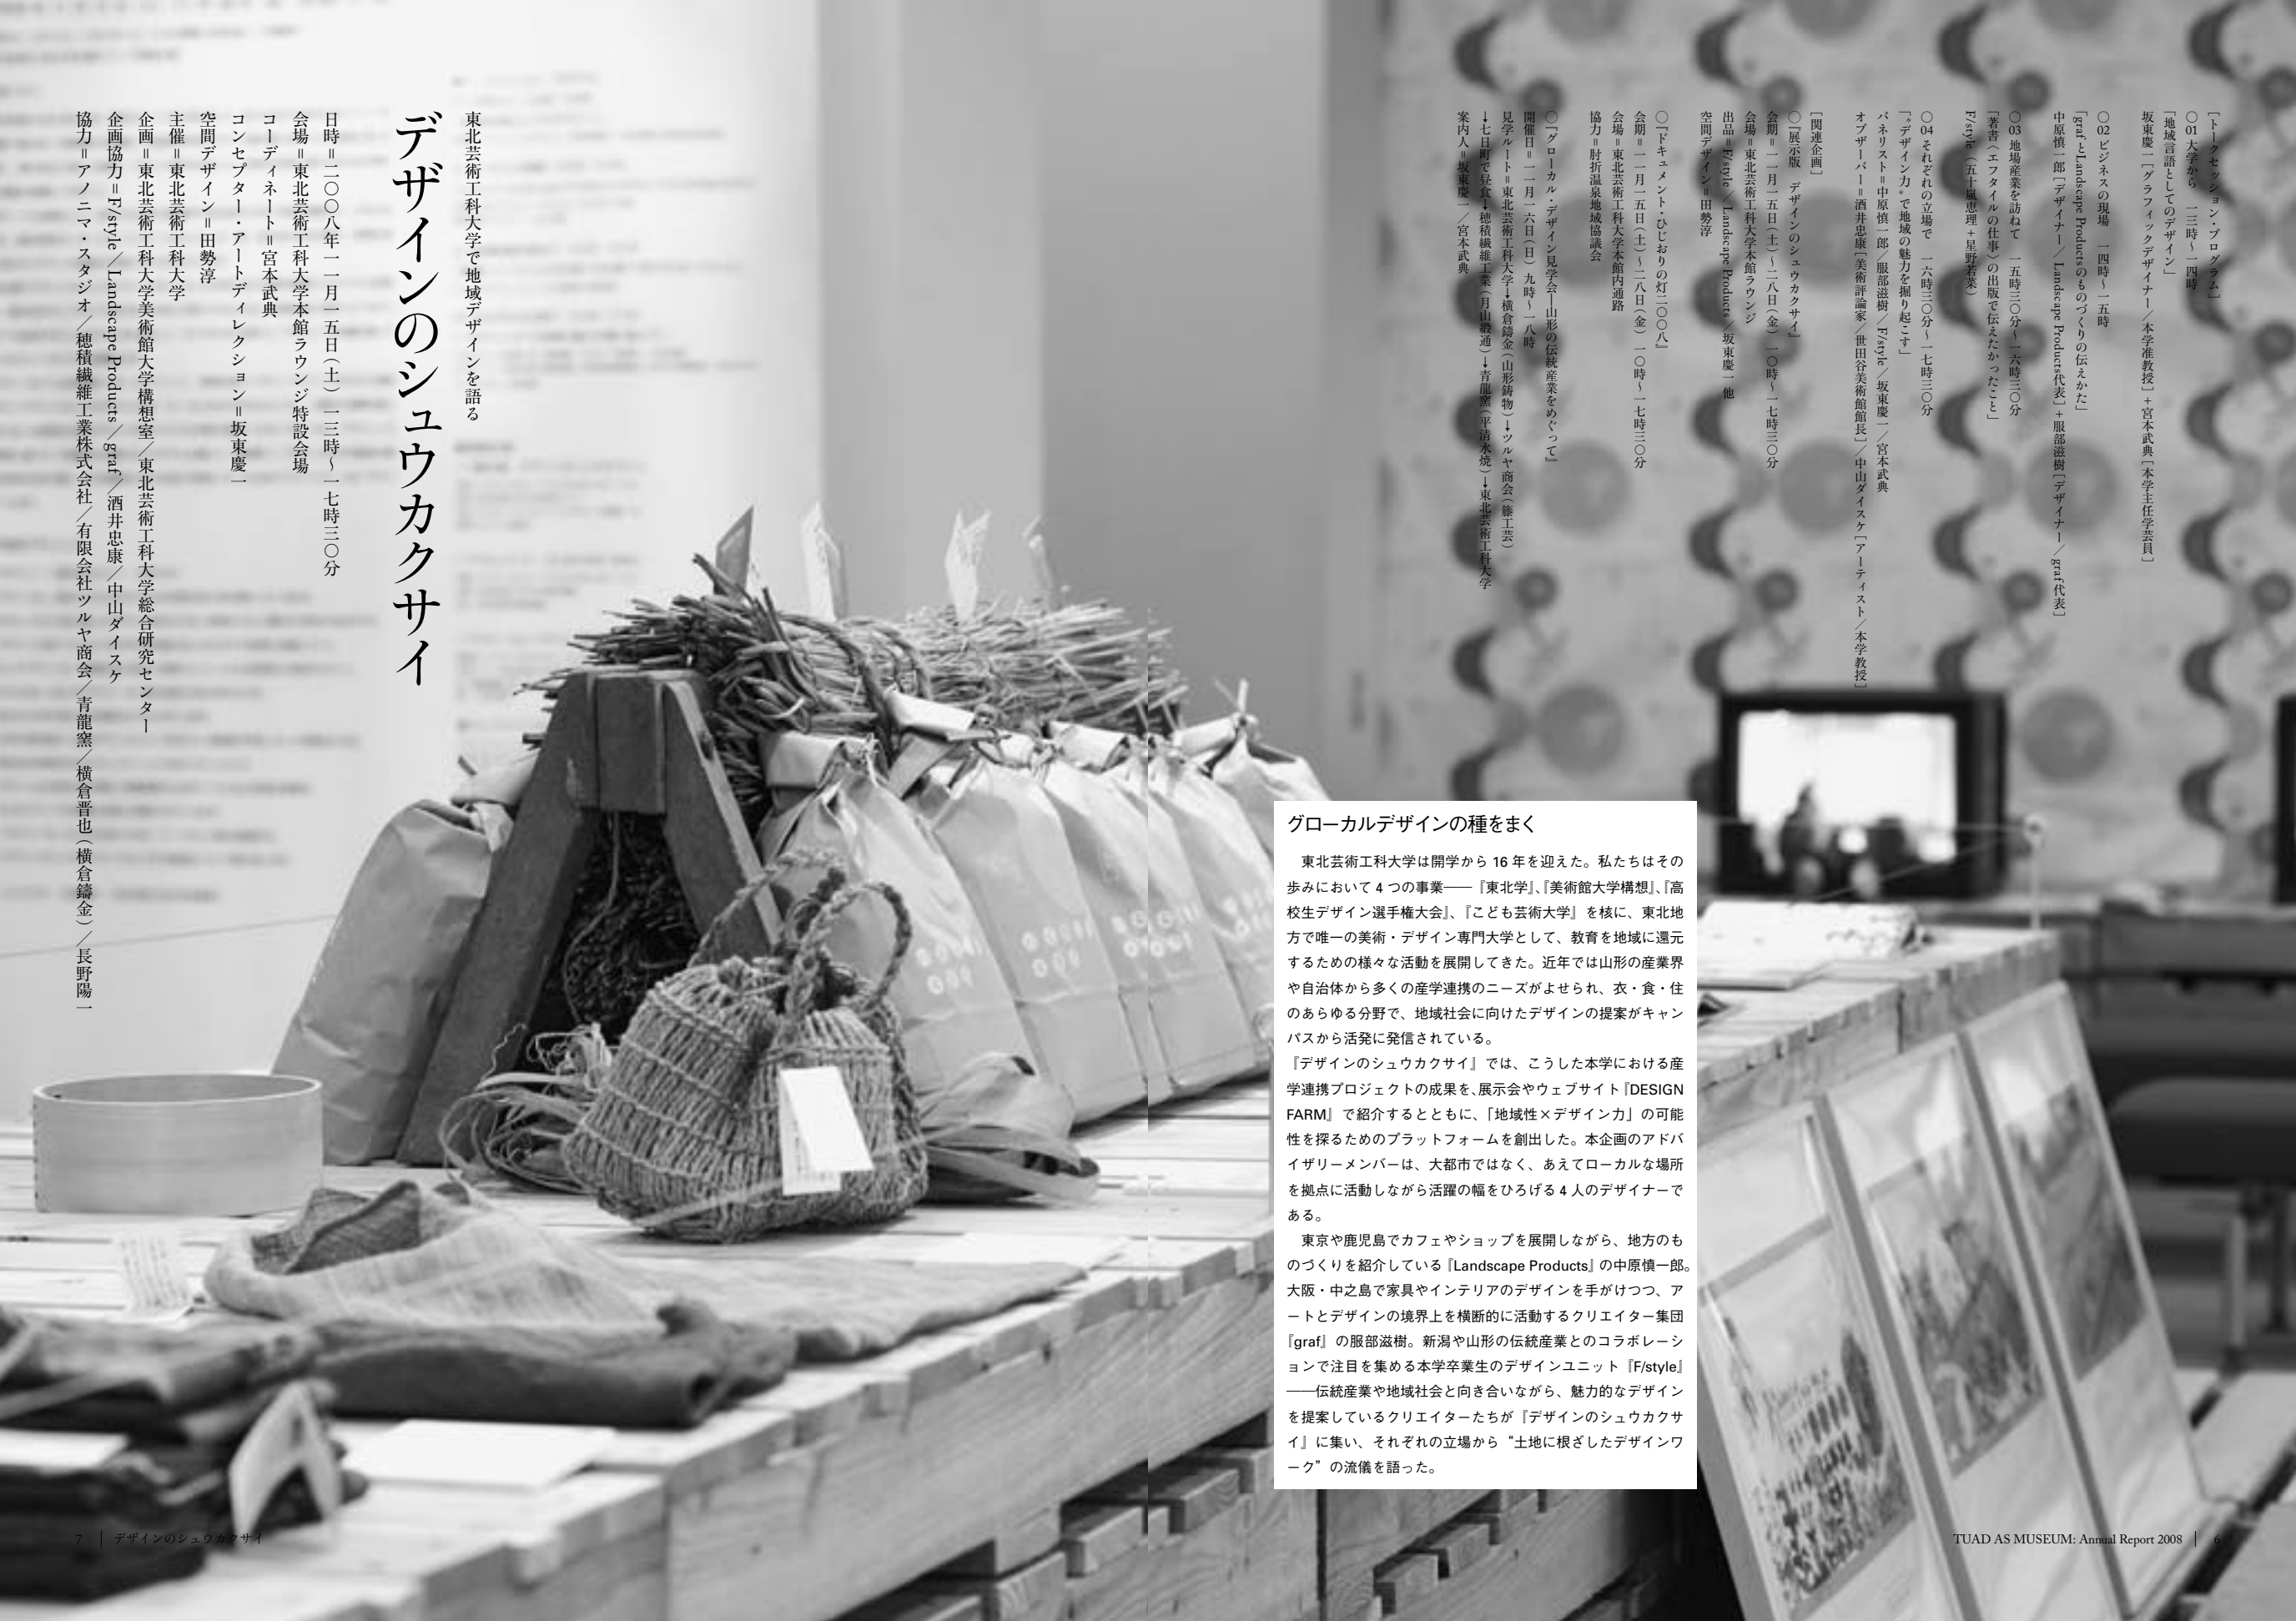 ［トークセッション・プログラム］
〇01 大学から　一三時〜一四時
「地域言語としてのデザイン」
坂東慶一［グラフィックデザイナー／本学准教授］＋宮本武典［本学主任学芸員］
〇02 ビジネスの現場　一四時〜一五時
「grafとLandscape Productsのものづくりの伝えかた」
中原慎一郎［デザイナー／Landscape Products代表］＋服部滋樹［デザイナー／graf代表］
〇03 地場産業を訪ねて　一五時三〇分〜一六時三〇分
「著書〈エフスタイルの仕事〉の出版で伝えたかったこと」
F/style（五十嵐恵理＋星野若菜）
〇04 それぞれの立場で　一六時三〇分〜一七時三〇分
「“デザイン力”で地域の魅力を掘り起こす」
パネリスト＝中原慎一郎／服部滋樹／F/style／坂東慶一／宮本武典
オブザーバー＝酒井忠康［美術評論家／世田谷美術館館長］／中山ダイスケ［アーティスト／本学教授］
［関連企画］
〇『展示版　デザインのシュウカクサイ』
会期＝一一月一五日（土）〜二八日（金）一〇時〜一七時三〇分
会場＝東北芸術工科大学本館ラウンジ
出品＝F/style／Landscape Products／坂東慶一他
空間デザイン＝田勢淳
〇『ドキュメント・ひじおりの灯二〇〇八』
会期＝一一月一五日（土）〜二八日（金）一〇時〜一七時三〇分
会場＝東北芸術工科大学本館内通路
協力＝肘折温泉地域協議会
〇『グローカル・デザイン見学会―山形の伝統産業をめぐって』
開催日＝一一月一六日（日）九時〜一八時
見学ルート＝東北芸術工科大学→横倉鑄金（山形鋳物）→ツルヤ商会（籐工芸）
→七日町で昼食→穂積繊維工業（月山緞通）→青龍窯（平清水焼）→東北芸術工科大学
案内人＝坂東慶一／宮本武典
グローカルデザインの種をまく
東北芸術工科大学は開学から 16 年を迎えた。私たちはその
歩みにおいて 4 つの事業――『東北学』、『美術館大学構想』、『高
校生デザイン選手権大会』、『こども芸術大学』を核に、東北地
方で唯一の美術・デザイン専門大学として、教育を地域に還元
するための様々な活動を展開してきた。近年では山形の産業界
や自治体から多くの産学連携のニーズがよせられ、衣・食・住
のあらゆる分野で、地域社会に向けたデザインの提案がキャン
パスから活発に発信されている。
『デザインのシュウカクサイ』では、こうした本学における産
学連携プロジェクトの成果を、展示会やウェブサイト『DESIGN
FARM』で紹介するとともに、「地域性×デザイン力」の可能
性を探るためのプラットフォームを創出した。本企画のアドバ
イザリーメンバーは、大都市ではなく、あえてローカルな場所
を拠点に活動しながら活躍の幅をひろげる 4 人のデザイナーで
ある。
東京や鹿児島でカフェやショップを展開しながら、地方のも
のづくりを紹介している『Landscape Products』の中原慎一郎。
大阪・中之島で家具やインテリアのデザインを手がけつつ、ア
ートとデザインの境界上を横断的に活動するクリエイター集団
『graf』の服部滋樹。新潟や山形の伝統産業とのコラボレーシ
ョンで注目を集める本学卒業生のデザインユニット『F/style』
――伝統産業や地域社会と向き合いながら、魅力的なデザイン
を提案しているクリエイターたちが『デザインのシュウカクサ
イ』に集い、それぞれの立場から“土地に根ざしたデザインワ
ーク”の流儀を語った。
TUAD AS MUSEUM: Annual Report 2008 | 6
東北芸術工科大学で地域デザインを語る
デザインのシュウカクサイ
日時＝二〇〇八年一一月一五日（土）一三時〜一七時三〇分
会場＝東北芸術工科大学本館ラウンジ特設会場
コーディネート＝宮本武典
コンセプター・アートディレクション＝坂東慶一
空間デザイン＝田勢淳
主催＝東北芸術工科大学
企画＝東北芸術工科大学美術館大学構想室／東北芸術工科大学総合研究センター
企画協力＝F/style／Landscape Products／graf／酒井忠康／中山ダイスケ
協力＝アノニマ・スタジオ／穂積繊維工業株式会社／有限会社ツルヤ商会／青龍窯／横倉晋也（横倉鑄金）／長野陽一
7 | デザインのシュウカクサイ